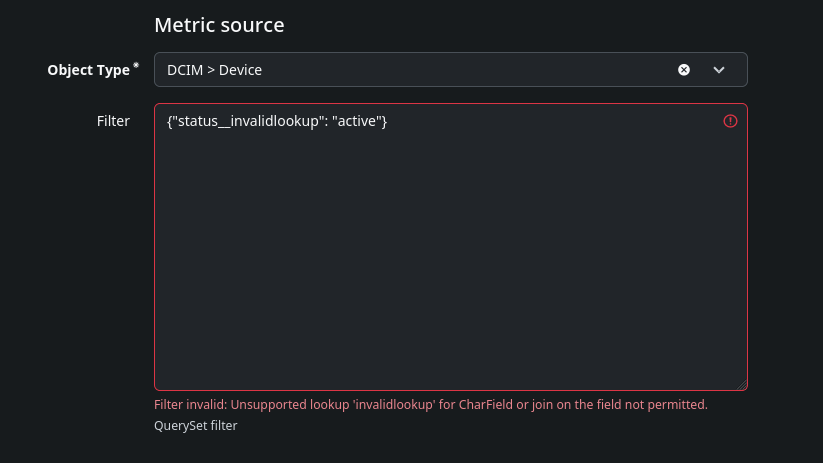 Metric source
Object Type *
DCIM > Device
Filter
{"status__invalidlookup": "active"}
Filter invalid: Unsupported lookup 'invalidlookup' for CharField or join on the field not permitted.
QuerySet filter